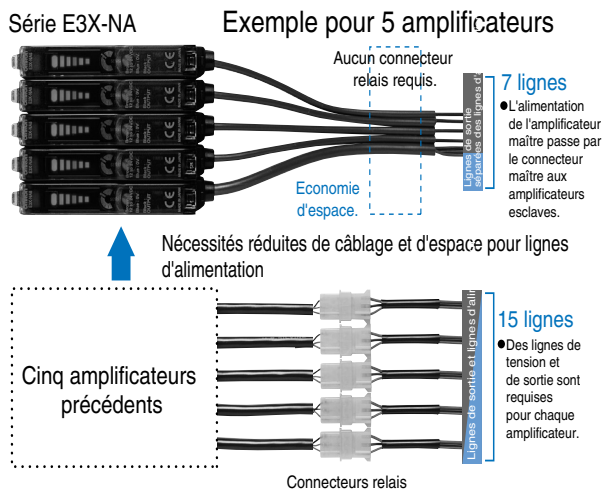 Série E3X-NA
Exemple pour 5 amplificateurs
Aucun connecteur
relais requis.
Lignes de sortie
séparées des lignes d'
7 lignes
●L'alimentation
de l'amplificateur
maître passe par
le connecteur
maître aux
amplificateurs
esclaves.
Economie
d'espace.
Nécessités réduites de câblage et d'espace pour lignes
d'alimentation
Cinq amplificateurs
précédents
Lignes de sortie et lignes d'alim
15 lignes
●Des lignes de
tension et
de sortie sont
requises
pour chaque
amplificateur.
Connecteurs relais